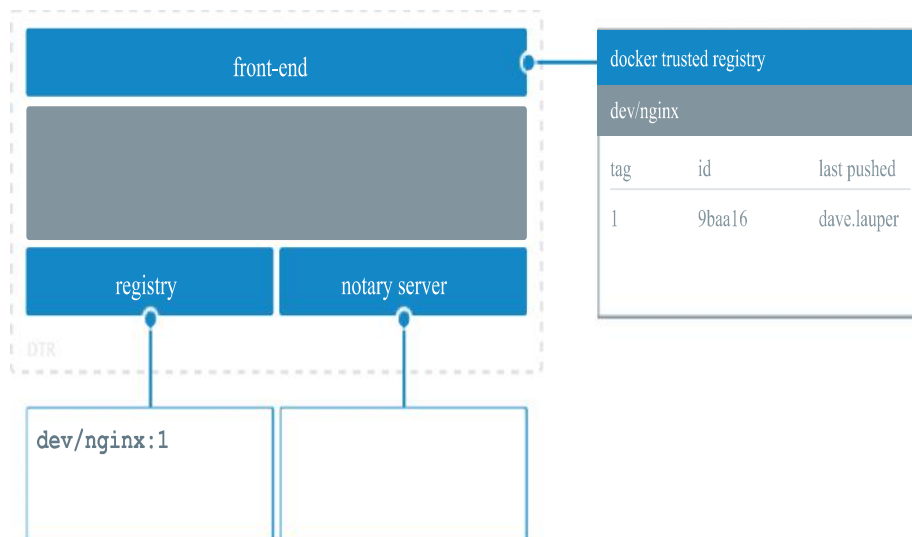 front-end
docker trusted registry
dev/nginx
tag id last pushed
1 9baa16 dave.lauper
registry notary server
DTR
dev/nginx:1